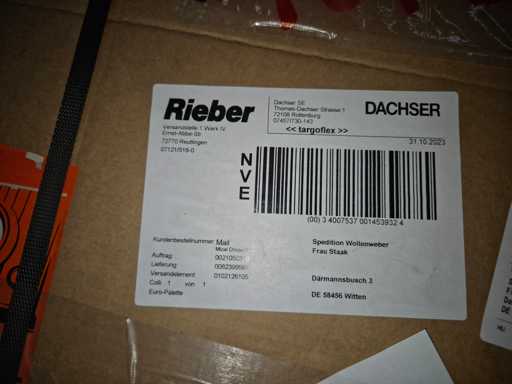 Rieber
Versandstelle 1 Werk IV
Ernst-Abbe-Str.
72770 Reutlingen
07121/518-0
Dachser SE
Thomas-Dachser-Strasse 1
72108 Rottenburg
07457/730-143
<< targoflex >>
DACHSER
31.10.2023
NVE
(00) 3 4007537 001453932 4
Kundenbestellnummer Mail
Auftrag:
Lieferung:
Versandelement 0102126105
Colli 1 von 1
Euro-Palette
Spedition Wollenweber
Frau Staak
Därmannsbusch 3
DE 58456 Witten